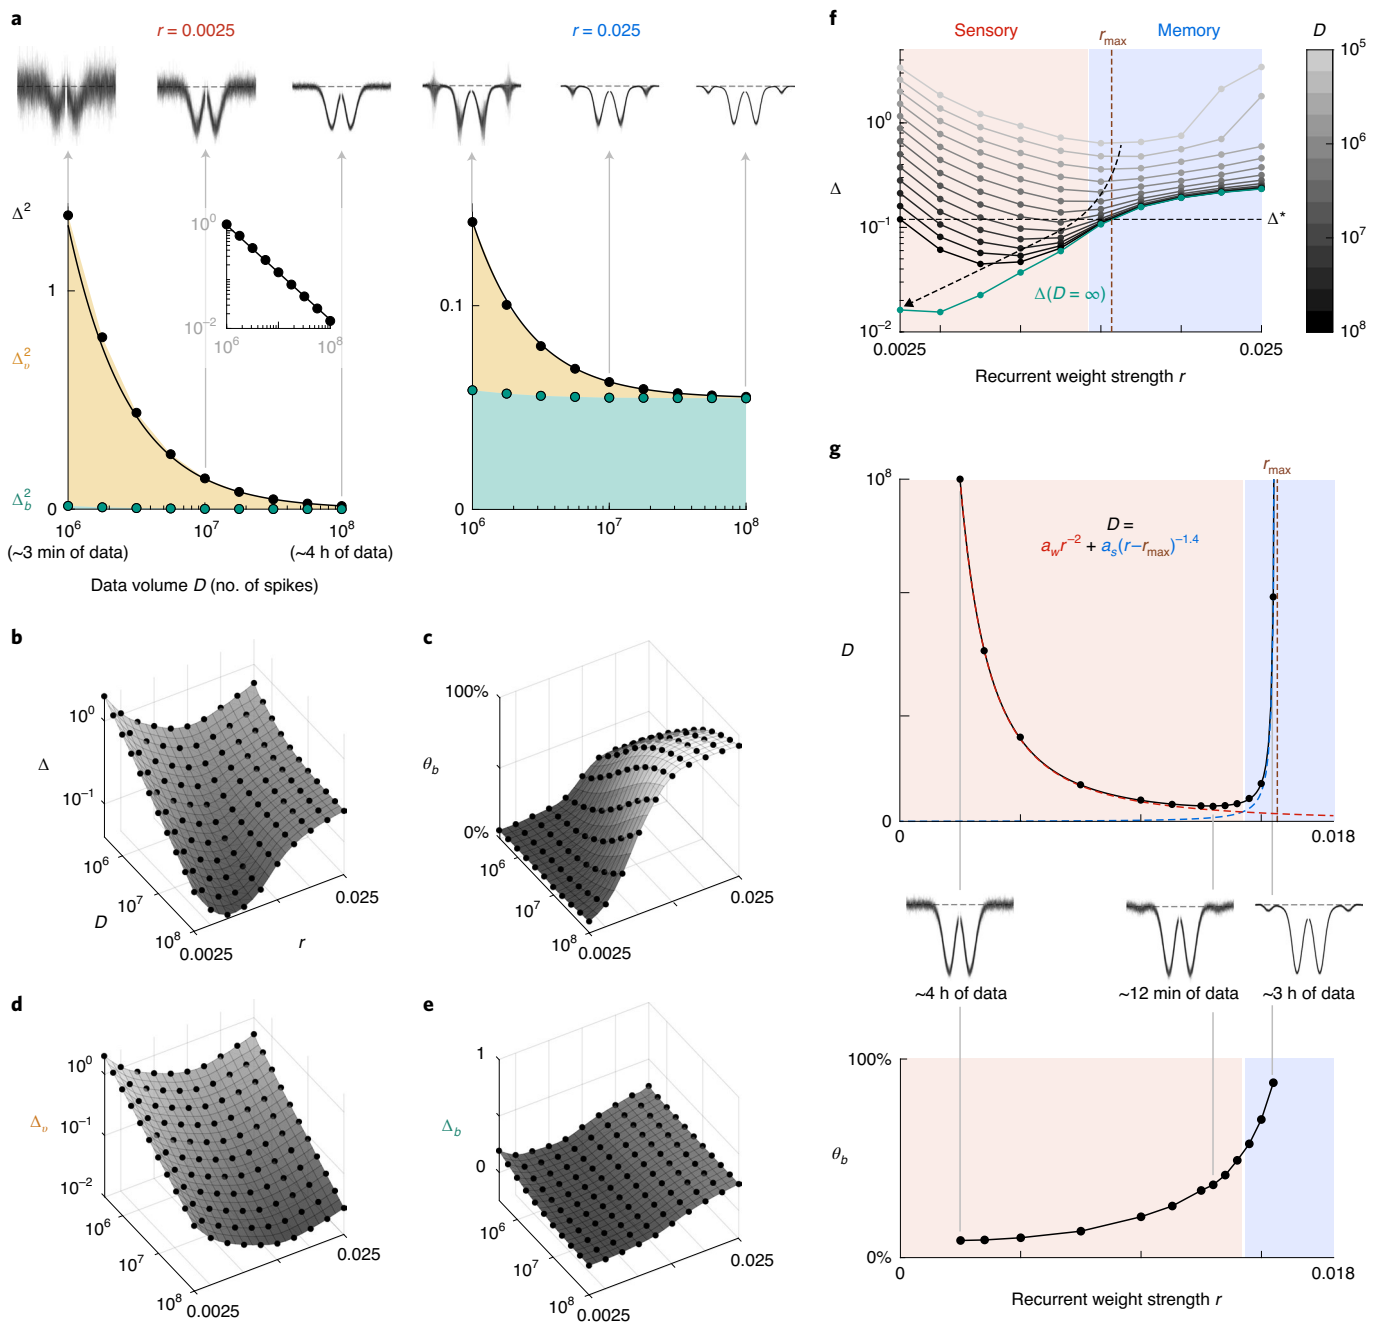 a
r = 0.0025
r = 0.025
Δ²
1
Δᵥ²
Δ_b²
0
10⁰
10⁻²
10⁶
10⁸
10⁶
10⁷
10⁸
(~3 min of data)
(~4 h of data)
Data volume D (no. of spikes)
0.1
0
10⁶
10⁷
10⁸
b
Δ
10⁰
10⁻¹
10⁶
10⁷
10⁸
D
0.0025
r
0.025
c
100%
θ_b
0%
10⁶
10⁷
10⁸
0.0025
0.025
d
10⁰
Δᵥ
10⁻¹
10⁻²
10⁶
10⁷
10⁸
0.0025
0.025
e
1
Δ_b
0
10⁶
10⁷
10⁸
0.0025
0.025
f
Sensory
r_max
Memory
D
10⁵
10⁶
10⁷
10⁸
Δ
10⁰
10⁻¹
10⁻²
Δ*
Δ(D = ∞)
0.0025
0.025
Recurrent weight strength r
g
r_max
10⁸
D =
a_w r⁻² + a_s(r−r_max)⁻¹·⁴
D
0
0
0.018
~4 h of data
~12 min of data
~3 h of data
100%
θ_b
0%
0
0.018
Recurrent weight strength r